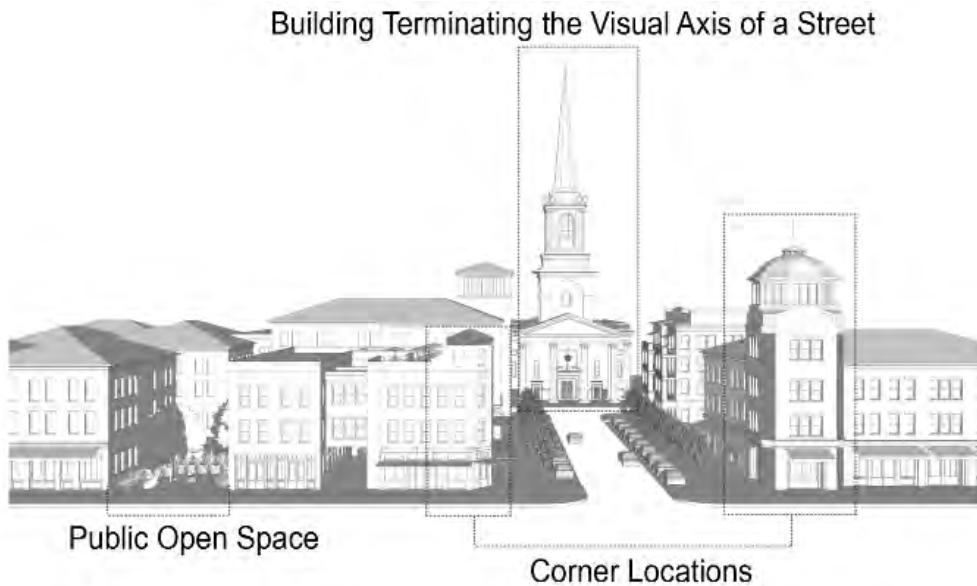 Building Terminating the Visual Axis of a Street
Public Open Space
Corner Locations